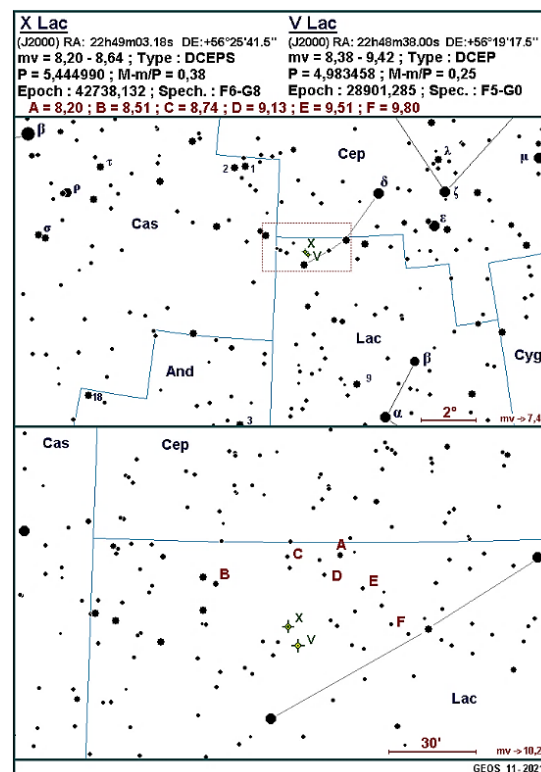 X Lac
(J2000) RA: 22h49m03.18s DE:+56°25'41.5"
mv = 8,20 - 8,64 ; Type : DCEPS
P = 5,444990 ; M-m/P = 0,38
Epoch : 42738,132 ; Spech. : F6-G8
V Lac
(J2000) RA: 22h48m38.00s DE:+56°19'17.5"
mv = 8,38 - 9,42 ; Type : DCEP
P = 4,983458 ; M-m/P = 0,25
Epoch : 28901,285 ; Spec. : F5-G0
A = 8,20 ; B = 8,51 ; C = 8,74 ; D = 9,13 ; E = 9,51 ; F = 9,80
β
τ
2 1
Cep
λ
μ
ρ
δ
ζ
Cas
ε
σ
X
V
Lac
And
β
Cyg
9
18
α
3
2°
mv → 7,4
Cas
Cep
A
C
B
D
E
X
F
V
Lac
30'
mv → 10,2
GEOS 11-202